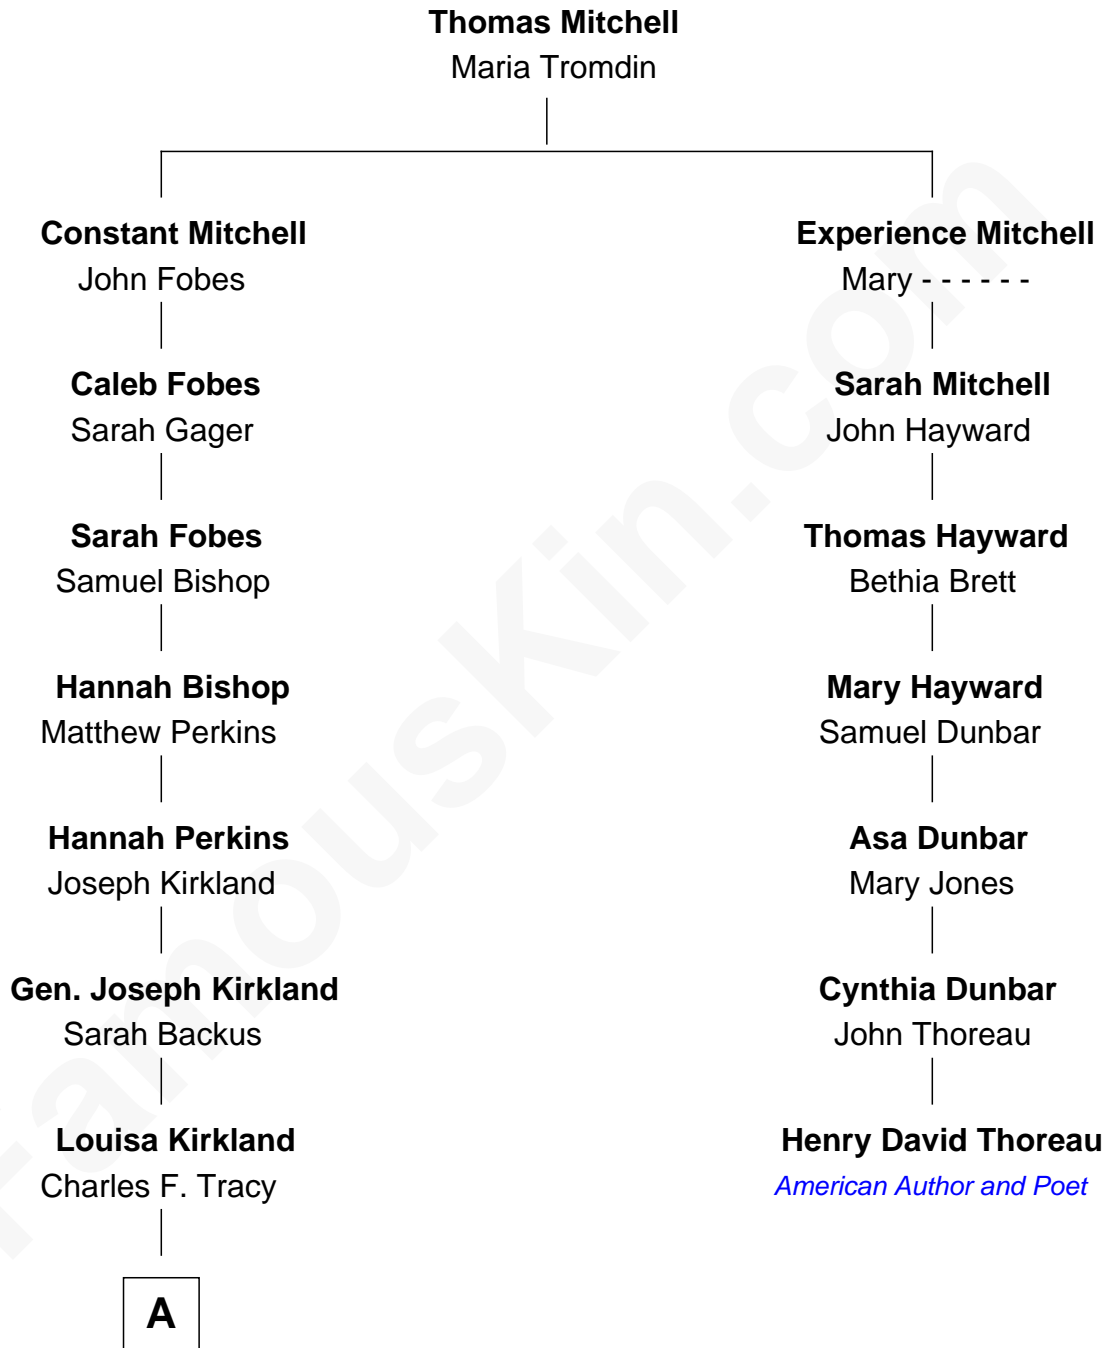 Thomas Mitchell
Maria Tromdin
Constant Mitchell
John Fobes
Experience Mitchell
Mary - - - - - -
Caleb Fobes
Sarah Gager
Sarah Mitchell
John Hayward
Sarah Fobes
Samuel Bishop
Thomas Hayward
Bethia Brett
Hannah Bishop
Matthew Perkins
Mary Hayward
Samuel Dunbar
Hannah Perkins
Joseph Kirkland
Asa Dunbar
Mary Jones
Gen. Joseph Kirkland
Sarah Backus
Cynthia Dunbar
John Thoreau
Louisa Kirkland
Charles F. Tracy
Henry David Thoreau
American Author and Poet
A
FamousKin.com